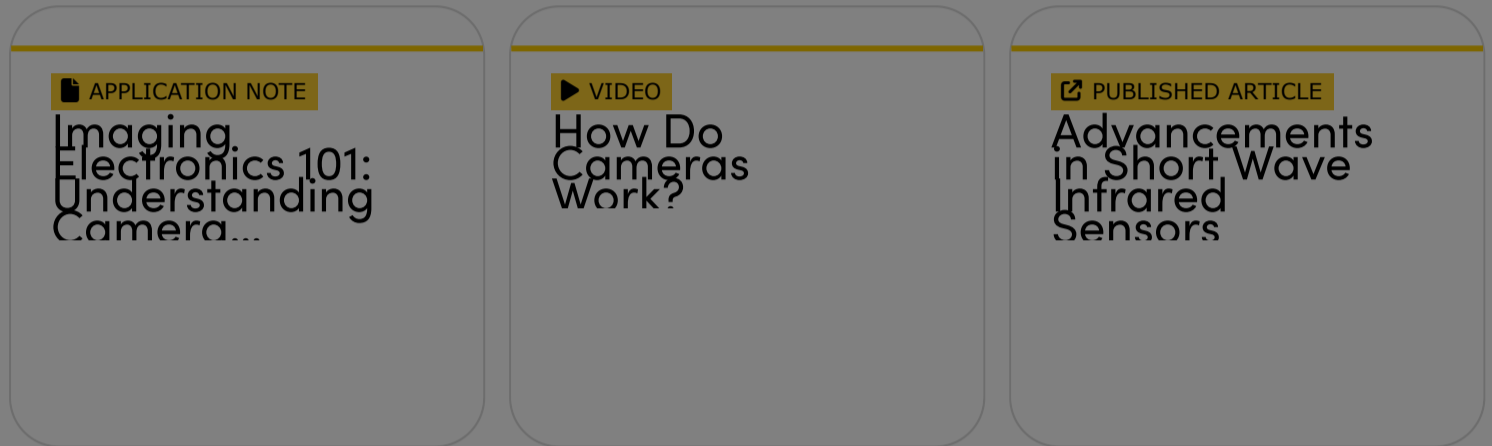 APPLICATION NOTE
Imaging
Electronics 101:
Understanding
Camera...
VIDEO
How Do
Cameras
Work?
PUBLISHED ARTICLE
Advancements
in Short Wave
Infrared
Sensors